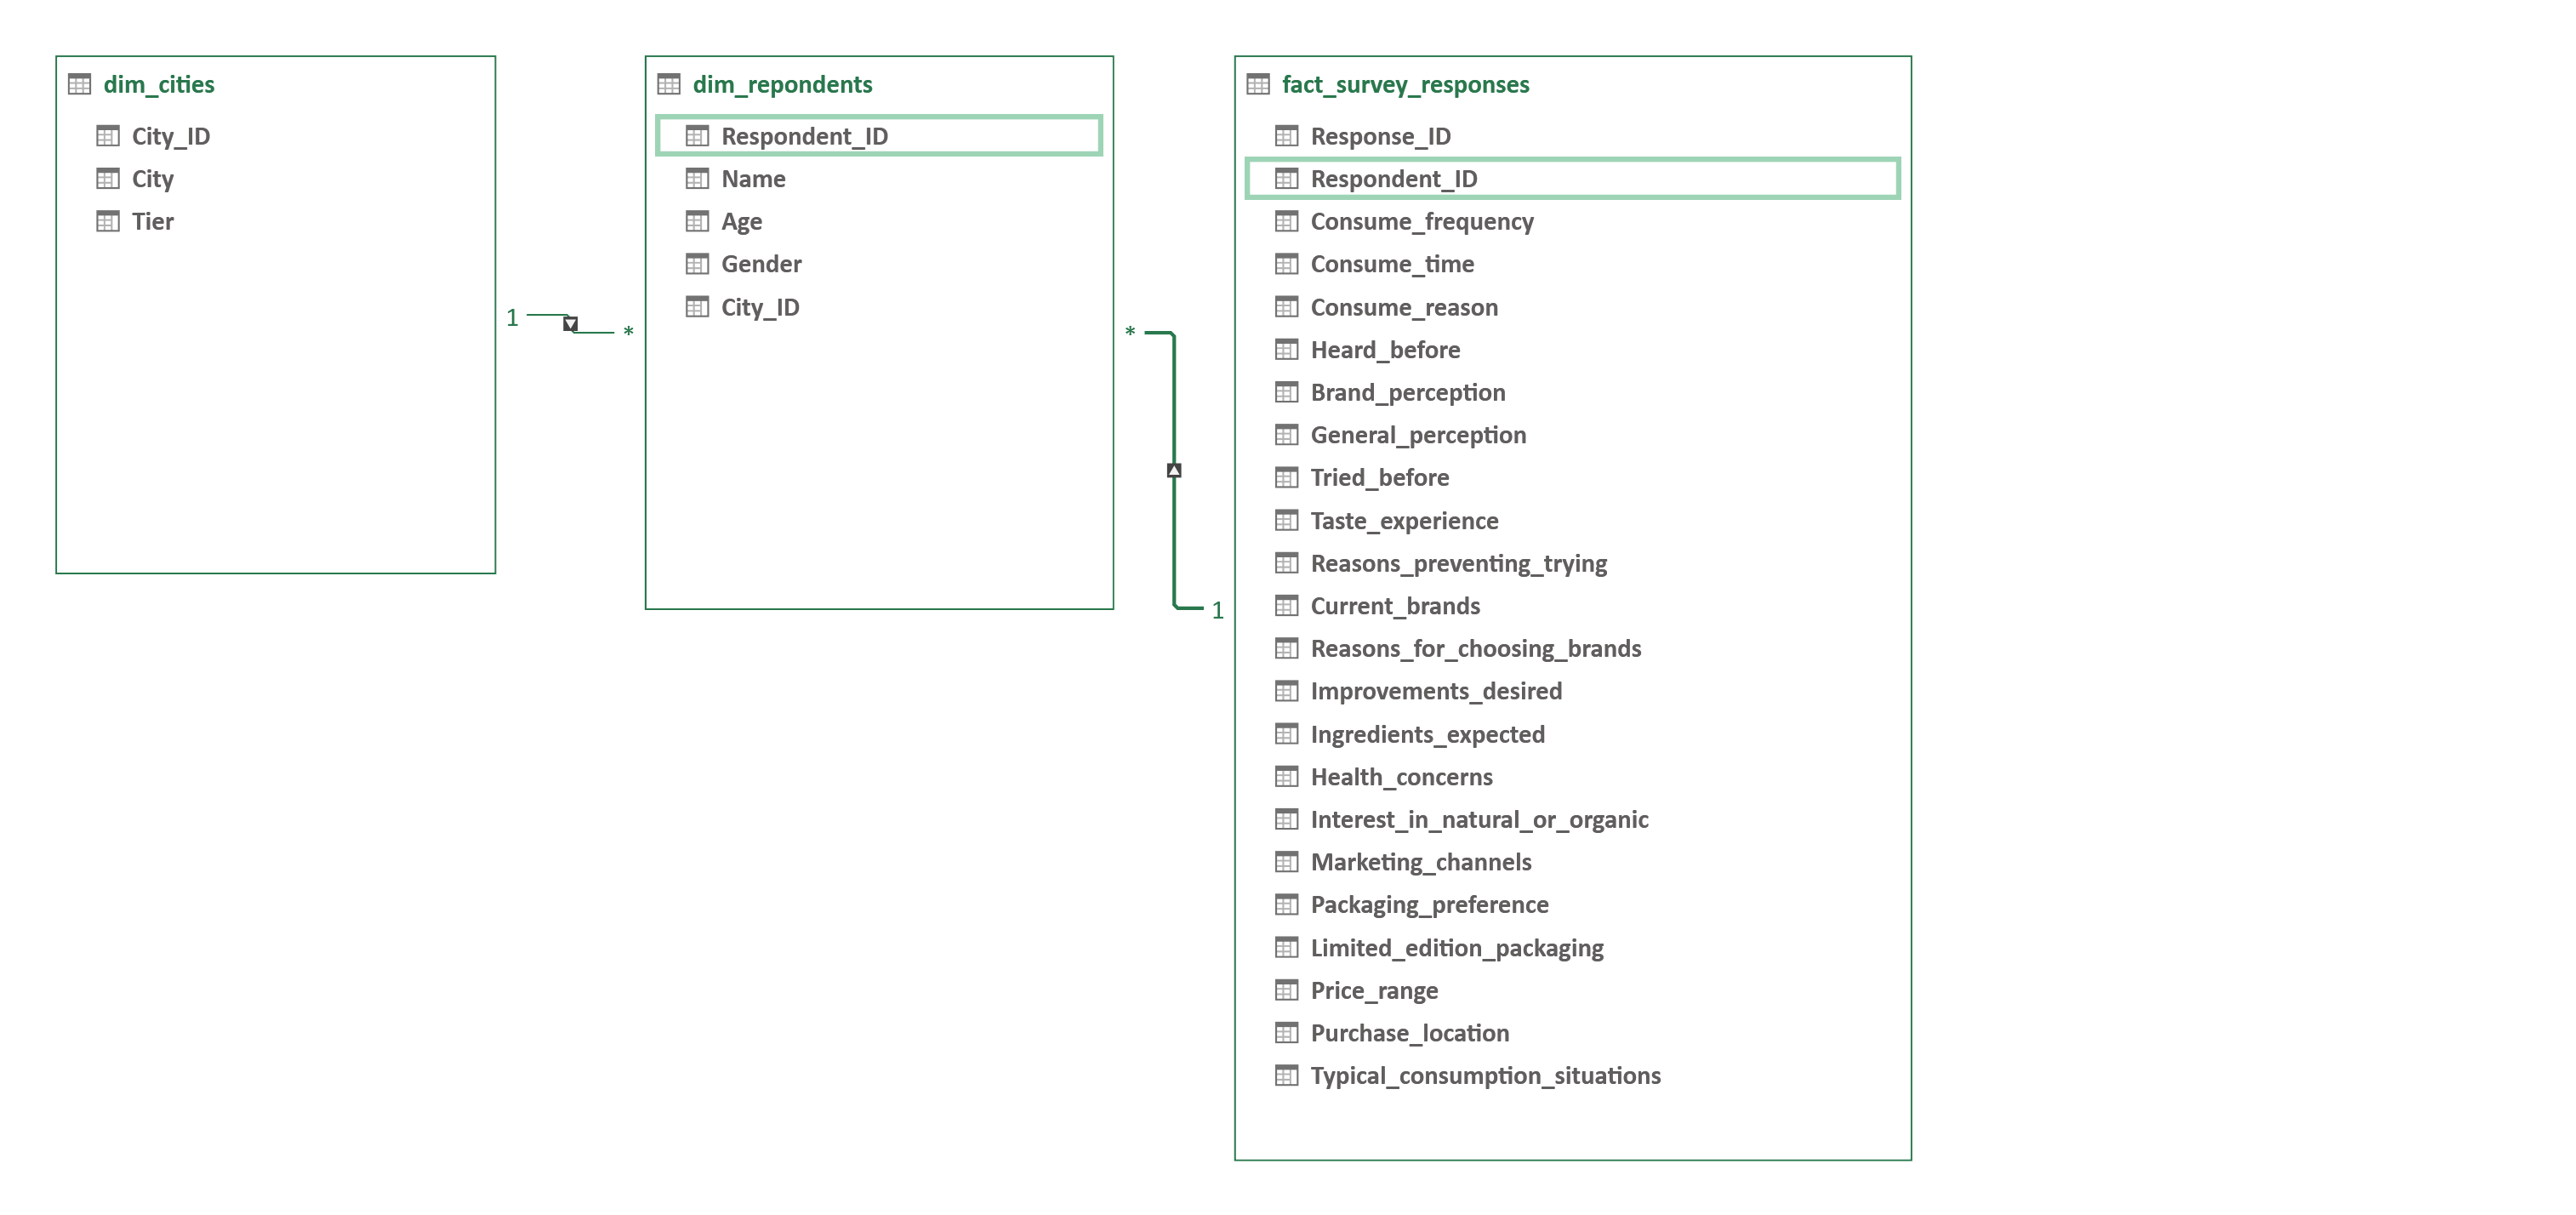 dim_cities
City_ID
City
Tier
1
*
dim_repondents
Respondent_ID
Name
Age
Gender
City_ID
*
1
fact_survey_responses
Response_ID
Respondent_ID
Consume_frequency
Consume_time
Consume_reason
Heard_before
Brand_perception
General_perception
Tried_before
Taste_experience
Reasons_preventing_trying
Current_brands
Reasons_for_choosing_brands
Improvements_desired
Ingredients_expected
Health_concerns
Interest_in_natural_or_organic
Marketing_channels
Packaging_preference
Limited_edition_packaging
Price_range
Purchase_location
Typical_consumption_situations